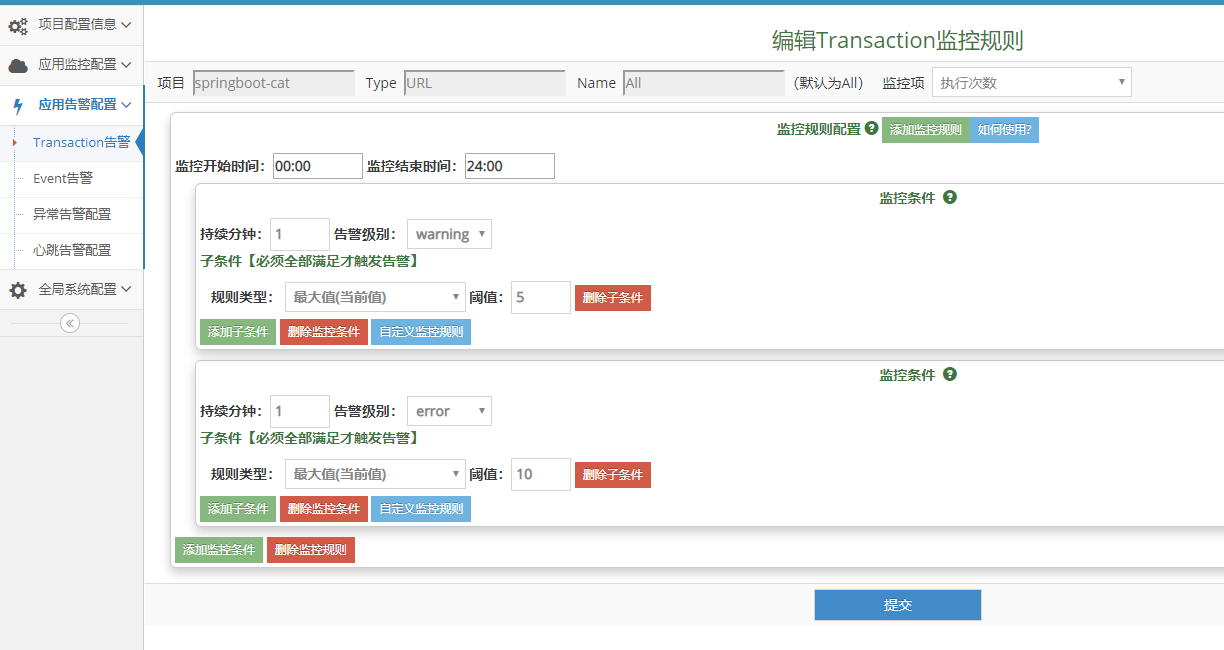 项目配置信息
应用监控配置
应用告警配置
Transaction告警
Event告警
异常告警配置
心跳告警配置
全局系统配置
编辑Transaction监控规则
项目 springboot-cat Type URL Name All (默认为All) 监控项 执行次数
监控规则配置 添加监控规则 如何使用?
监控开始时间： 00:00 监控结束时间： 24:00
监控条件
持续分钟： 1 告警级别： warning
子条件【必须全部满足才触发告警】
规则类型： 最大值(当前值) 阈值： 5 删除子条件
添加子条件 删除监控条件 自定义监控规则
监控条件
持续分钟： 1 告警级别： error
子条件【必须全部满足才触发告警】
规则类型： 最大值(当前值) 阈值： 10 删除子条件
添加子条件 删除监控条件 自定义监控规则
添加监控条件 删除监控规则
提交